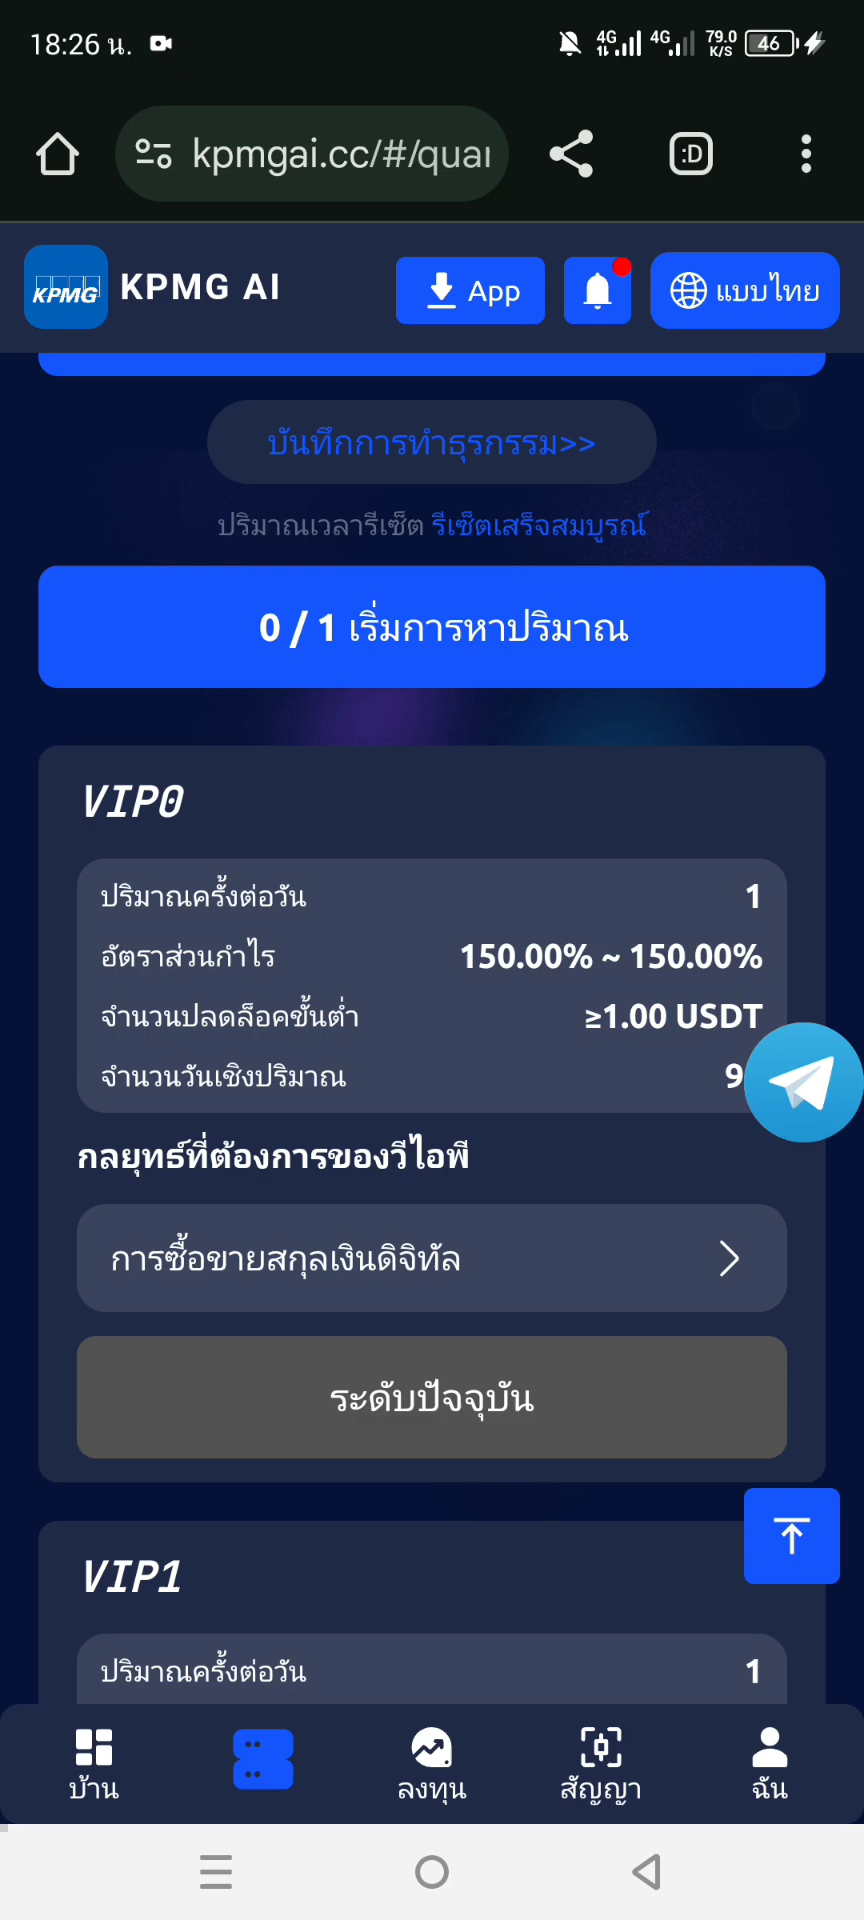 18:26 น. 4G 4G 79.0 K/S 46
kpmgai.cc/#/quar :D
KPMG KPMG AI App แบบไทย
บันทึกการทำธุรกรรม>>
ปริมาณเวลารีเซ็ต รีเซ็ตเสร็จสมบูรณ์
0 / 1 เริ่มการหาปริมาณ
VIP0
ปริมาณครั้งต่อวัน 1
อัตราส่วนกำไร 150.00% ~ 150.00%
จำนวนปลดล็อคขั้นต่ำ ≥1.00 USDT
จำนวนวันเชิงปริมาณ 9
กลยุทธ์ที่ต้องการของวีไอพี
การซื้อขายสกุลเงินดิจิทัล
ระดับปัจจุบัน
VIP1
ปริมาณครั้งต่อวัน 1
บ้าน ลงทุน สัญญา ฉัน